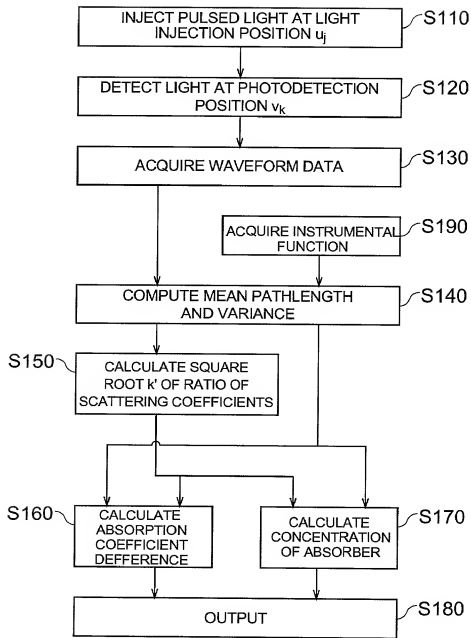 INJECT PULSED LIGHT AT LIGHT
INJECTION POSITION uj
S110
DETECT LIGHT AT PHOTODETECTION
POSITION vk
S120
ACQUIRE WAVEFORM DATA
S130
ACQUIRE INSTRUMENTAL
FUNCTION
S190
COMPUTE MEAN PATHLENGTH
AND VARIANCE
S140
S150
CALCULATE SQUARE
ROOT k' OF RATIO OF
SCATTERING COEFFICIENTS
S160
CALCULATE
ABSORPTION
COEFFICIENT
DEFFERENCE
CALCULATE
CONCENTRATION
OF ABSORBER
S170
OUTPUT
S180